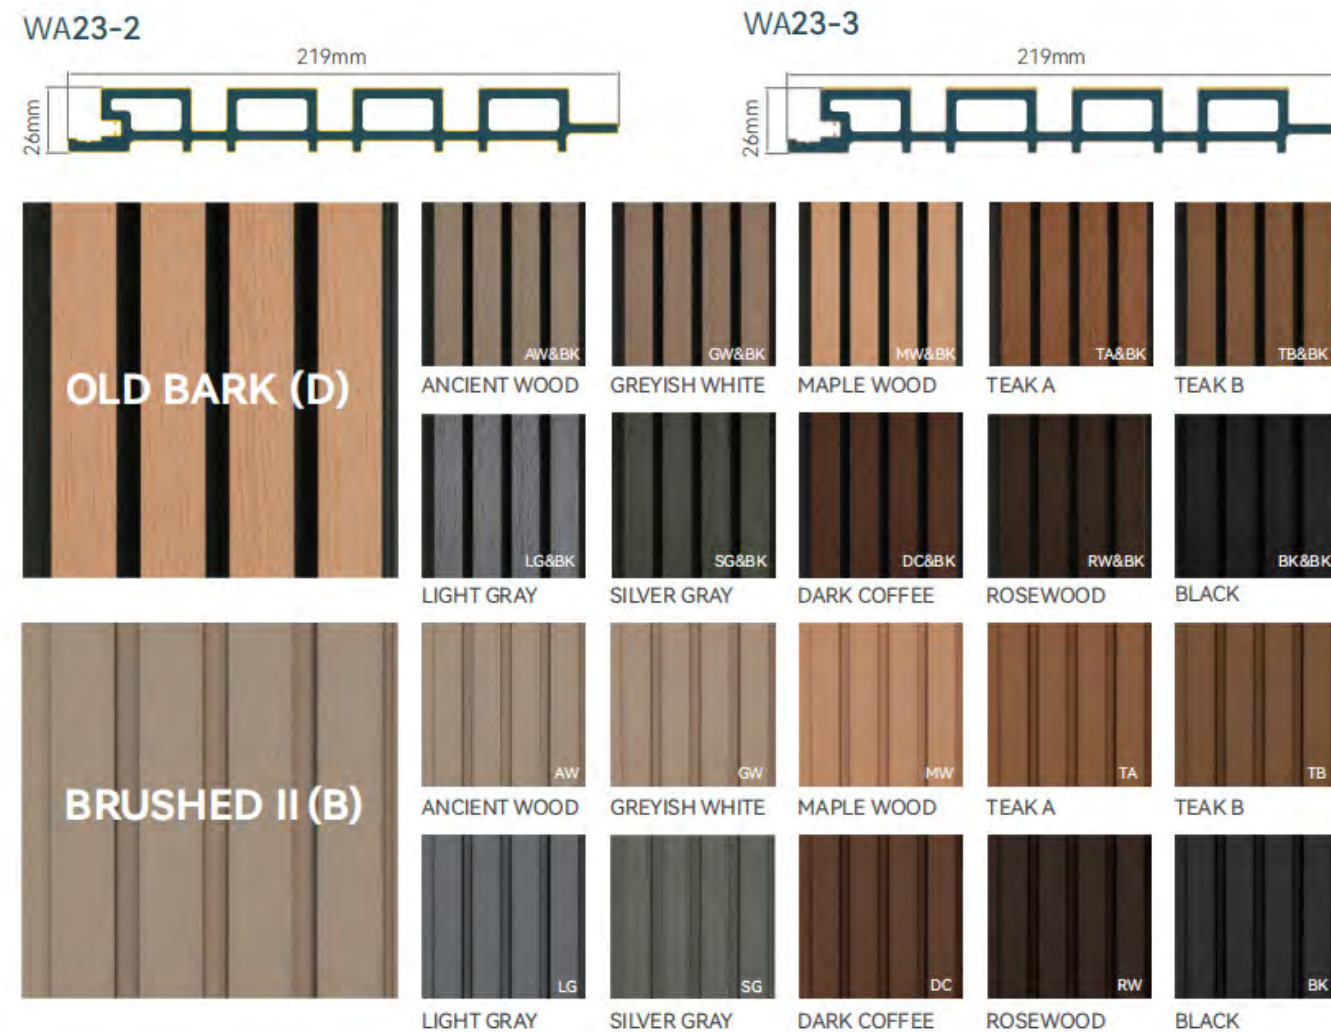 WA23-2
WA23-3
219mm
219mm
26mm
26mm
OLD BARK (D)
AW&BK
GW&BK
MW&BK
TA&BK
TB&BK
ANCIENT WOOD
GREYISH WHITE
MAPLE WOOD
TEAK A
TEAK B
LG&BK
SG&BK
DC&BK
RW&BK
BK&BK
LIGHT GRAY
SILVER GRAY
DARK COFFEE
ROSEWOOD
BLACK
BRUSHED II (B)
AW
GW
MW
TA
TB
ANCIENT WOOD
GREYISH WHITE
MAPLE WOOD
TEAK A
TEAK B
LG
SG
DC
RW
BK
LIGHT GRAY
SILVER GRAY
DARK COFFEE
ROSEWOOD
BLACK